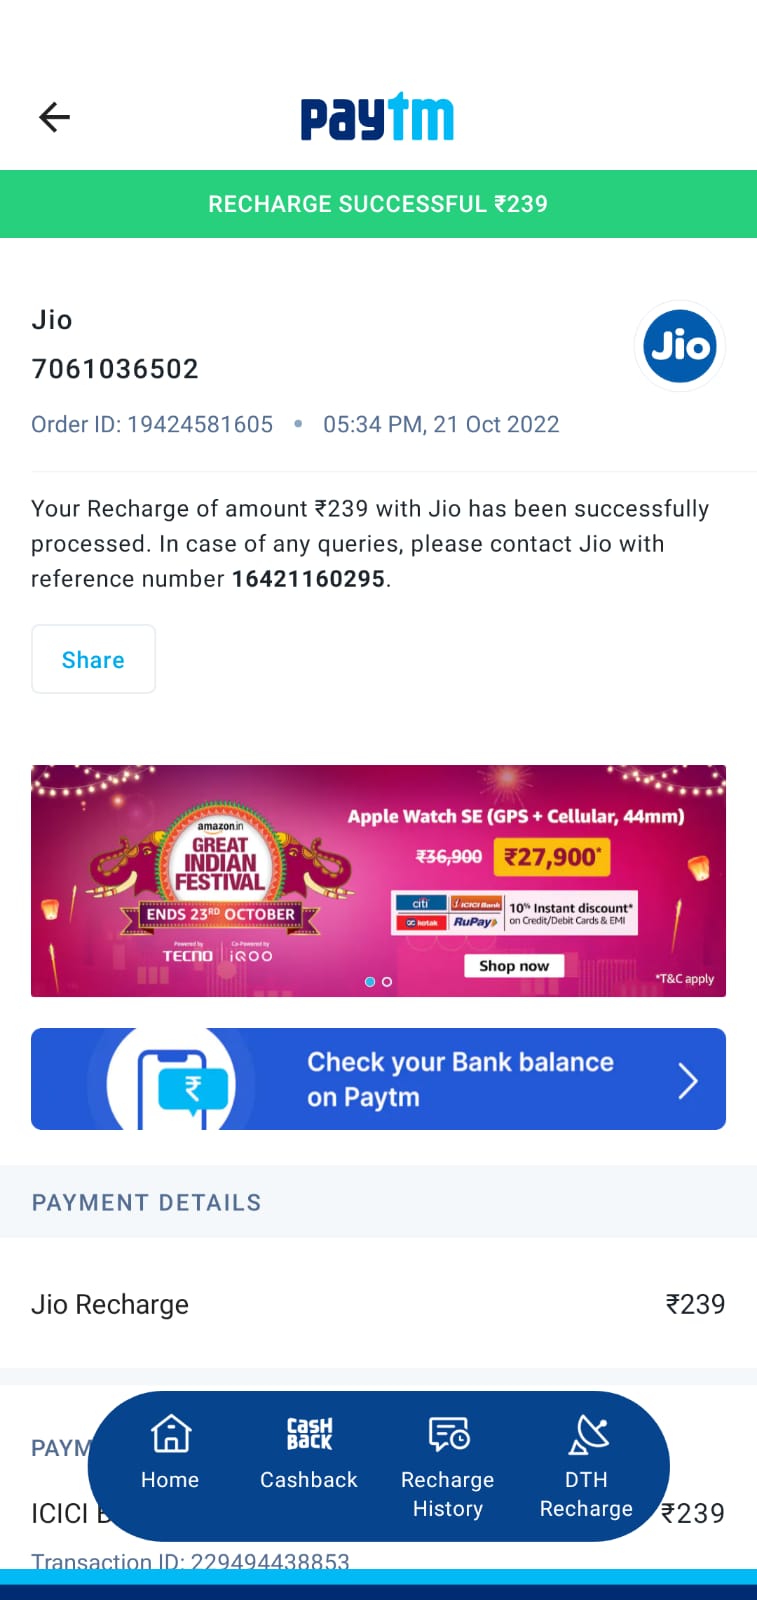 paytm
RECHARGE SUCCESSFUL ₹239
Jio
7061036502
Jio
Order ID: 19424581605 • 05:34 PM, 21 Oct 2022
Your Recharge of amount ₹239 with Jio has been successfully
processed. In case of any queries, please contact Jio with
reference number 16421160295.
Share
amazon.in
GREAT
INDIAN
FESTIVAL
ENDS 23RD OCTOBER
Powered by
TECNO
Co-Powered by
iQOO
Apple Watch SE (GPS + Cellular, 44mm)
₹36,900 ₹27,900*
citi ICICI Bank
kotak RuPay
10% Instant discount*
on Credit/Debit Cards & EMI
Shop now
*T&C apply
₹
Check your Bank balance
on Paytm
PAYMENT DETAILS
Jio Recharge ₹239
PAYM
ICICI ₹239
Transaction ID: 229494438853
Home
CASH
BACK
Cashback
Recharge
History
DTH
Recharge